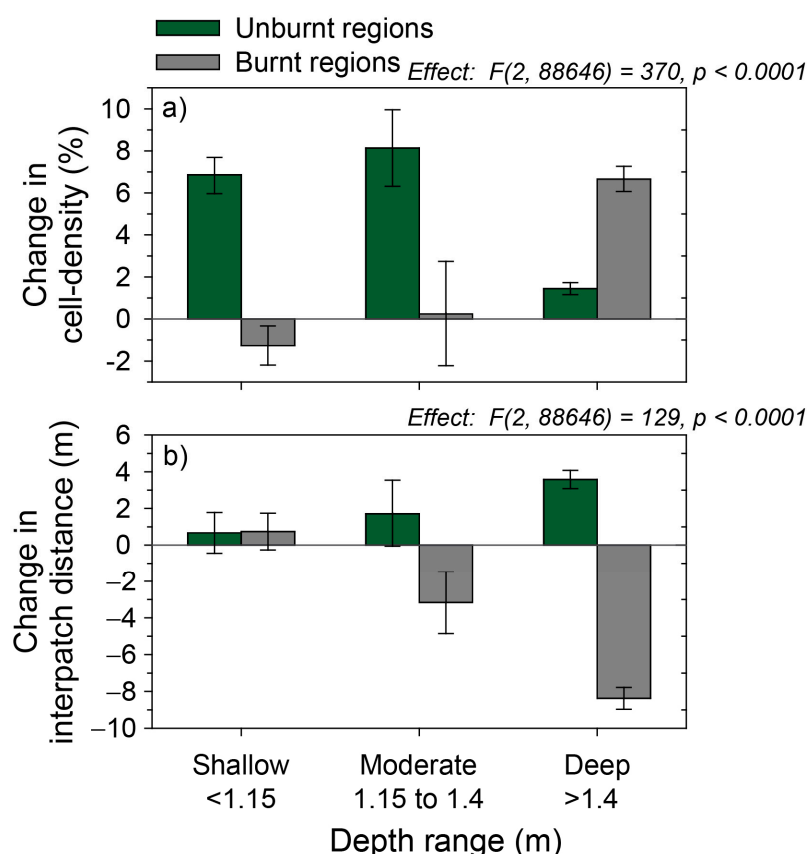 Unburnt regions
Burnt regions
Effect:  F(2, 88646) = 370, p < 0.0001
a)
Change in
cell-density (%)
10
8
6
4
2
0
-2
Effect:  F(2, 88646) = 129, p < 0.0001
b)
Change in
interpatch distance (m)
6
4
2
0
−2
−4
−6
−8
−10
Shallow Moderate Deep
<1.15 1.15 to 1.4 >1.4
Depth range (m)